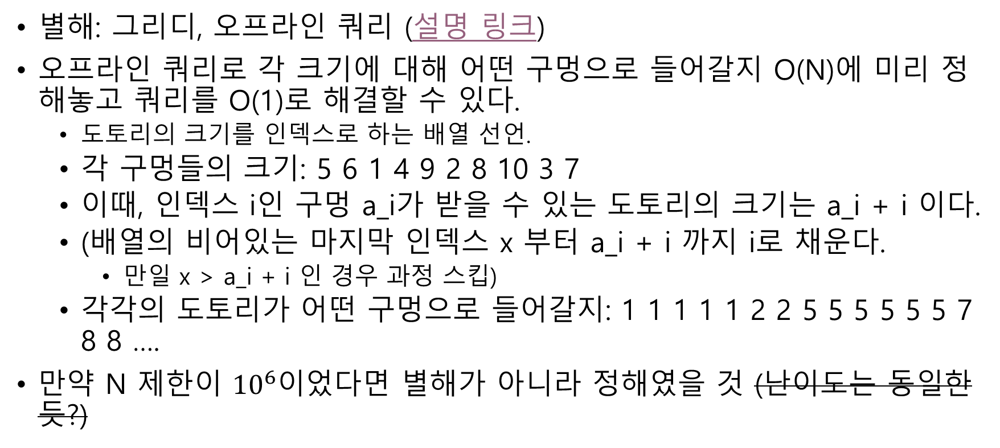 • 별해: 그리디, 오프라인 쿼리 (설명 링크)
• 오프라인 쿼리로 각 크기에 대해 어떤 구멍으로 들어갈지 O(N)에 미리 정
해놓고 쿼리를 O(1)로 해결할 수 있다.
• 도토리의 크기를 인덱스로 하는 배열 선언.
• 각 구멍들의 크기: 5 6 1 4 9 2 8 10 3 7
• 이때, 인덱스 i인 구멍 a_i가 받을 수 있는 도토리의 크기는 a_i + i 이다.
• (배열의 비어있는 마지막 인덱스 x 부터 a_i + i 까지 i로 채운다.
• 만일 x > a_i + i 인 경우 과정 스킵)
• 각각의 도토리가 어떤 구멍으로 들어갈지: 1 1 1 1 1 2 2 5 5 5 5 5 5 7
8 8 ....
• 만약 N 제한이 10⁶이었다면 별해가 아니라 정해였을 것 (난이도는 동일한
듯?)